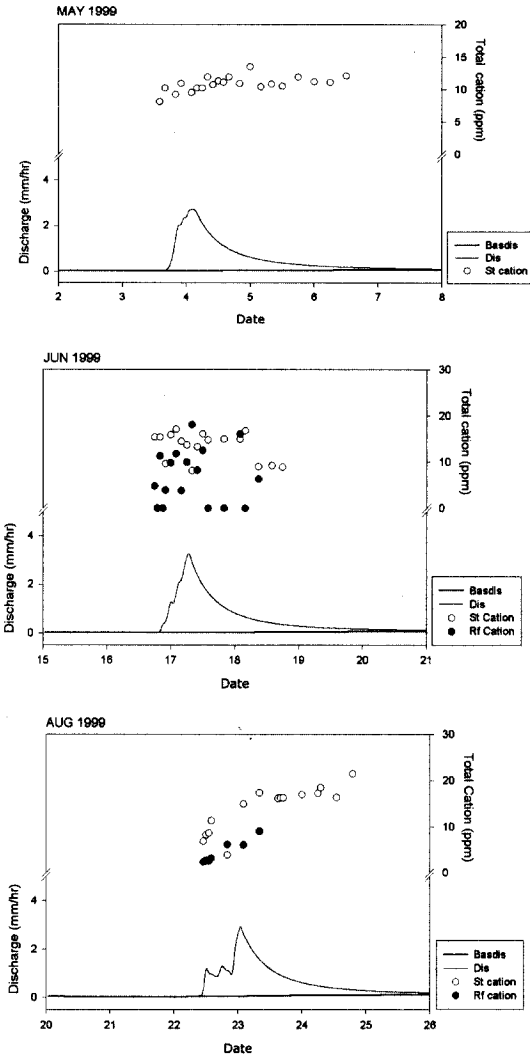 MAY 1999
20
15
10
5
0
Total cation (ppm)
4
2
0
Discharge (mm/hr)
2 3 4 5 6 7 8
Date
Basdis
Dis
St cation
JUN 1999
30
20
10
0
Total cation (ppm)
4
2
0
Discharge (mm/hr)
15 16 17 18 19 20 21
Date
Basdis
Dis
St Cation
Rf Cation
AUG 1999
30
20
10
0
Total Cation (ppm)
4
2
0
Discharge (mm/hr)
20 21 22 23 24 25 26
Date
Basdis
Dis
St cation
Rf cation